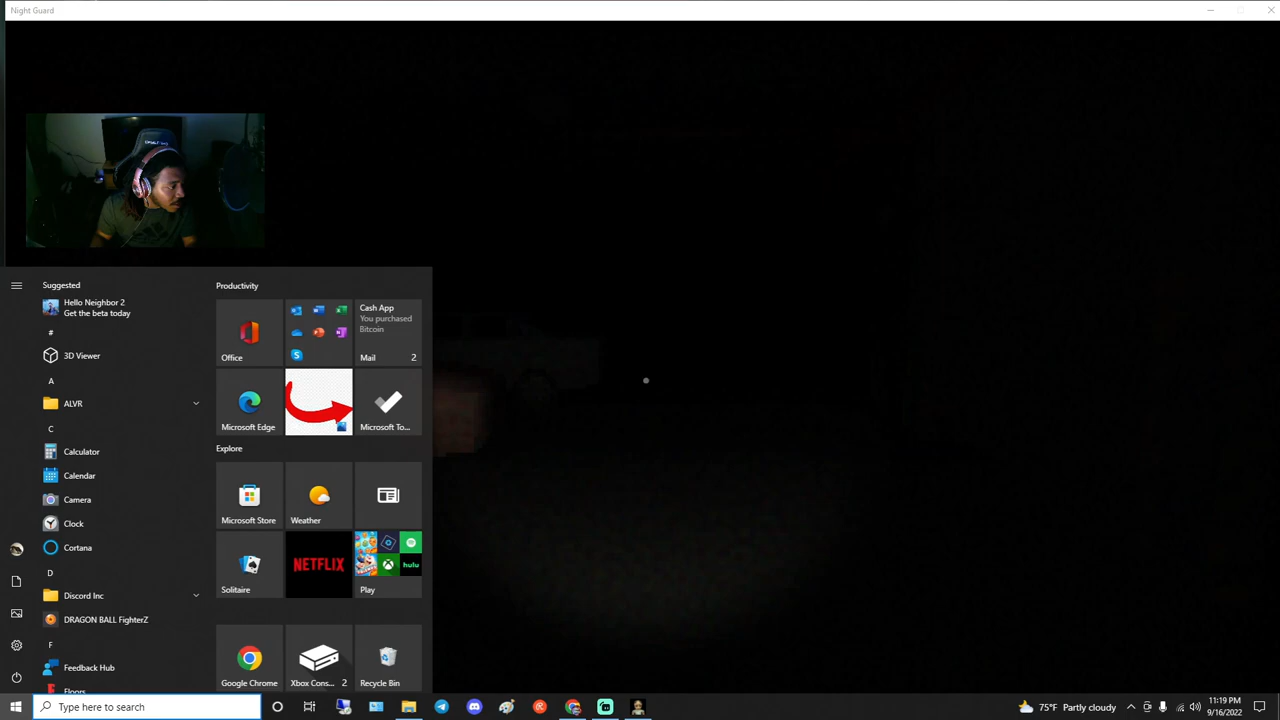 Night Guard
Suggested
Hello Neighbor 2
Get the beta today
#
3D Viewer
A
ALVR
C
Calculator
Calendar
Camera
Clock
Cortana
D
Discord Inc
DRAGON BALL FighterZ
F
Feedback Hub
Floors
Productivity
Office
Cash App
You purchased
Bitcoin
Mail 2
Microsoft Edge
Microsoft To...
Explore
Microsoft Store
Weather
Solitaire
NETFLIX
hulu
Play
Google Chrome
Xbox Cons... 2
Recycle Bin
Type here to search
75°F Partly cloudy
11:19 PM
9/16/2022